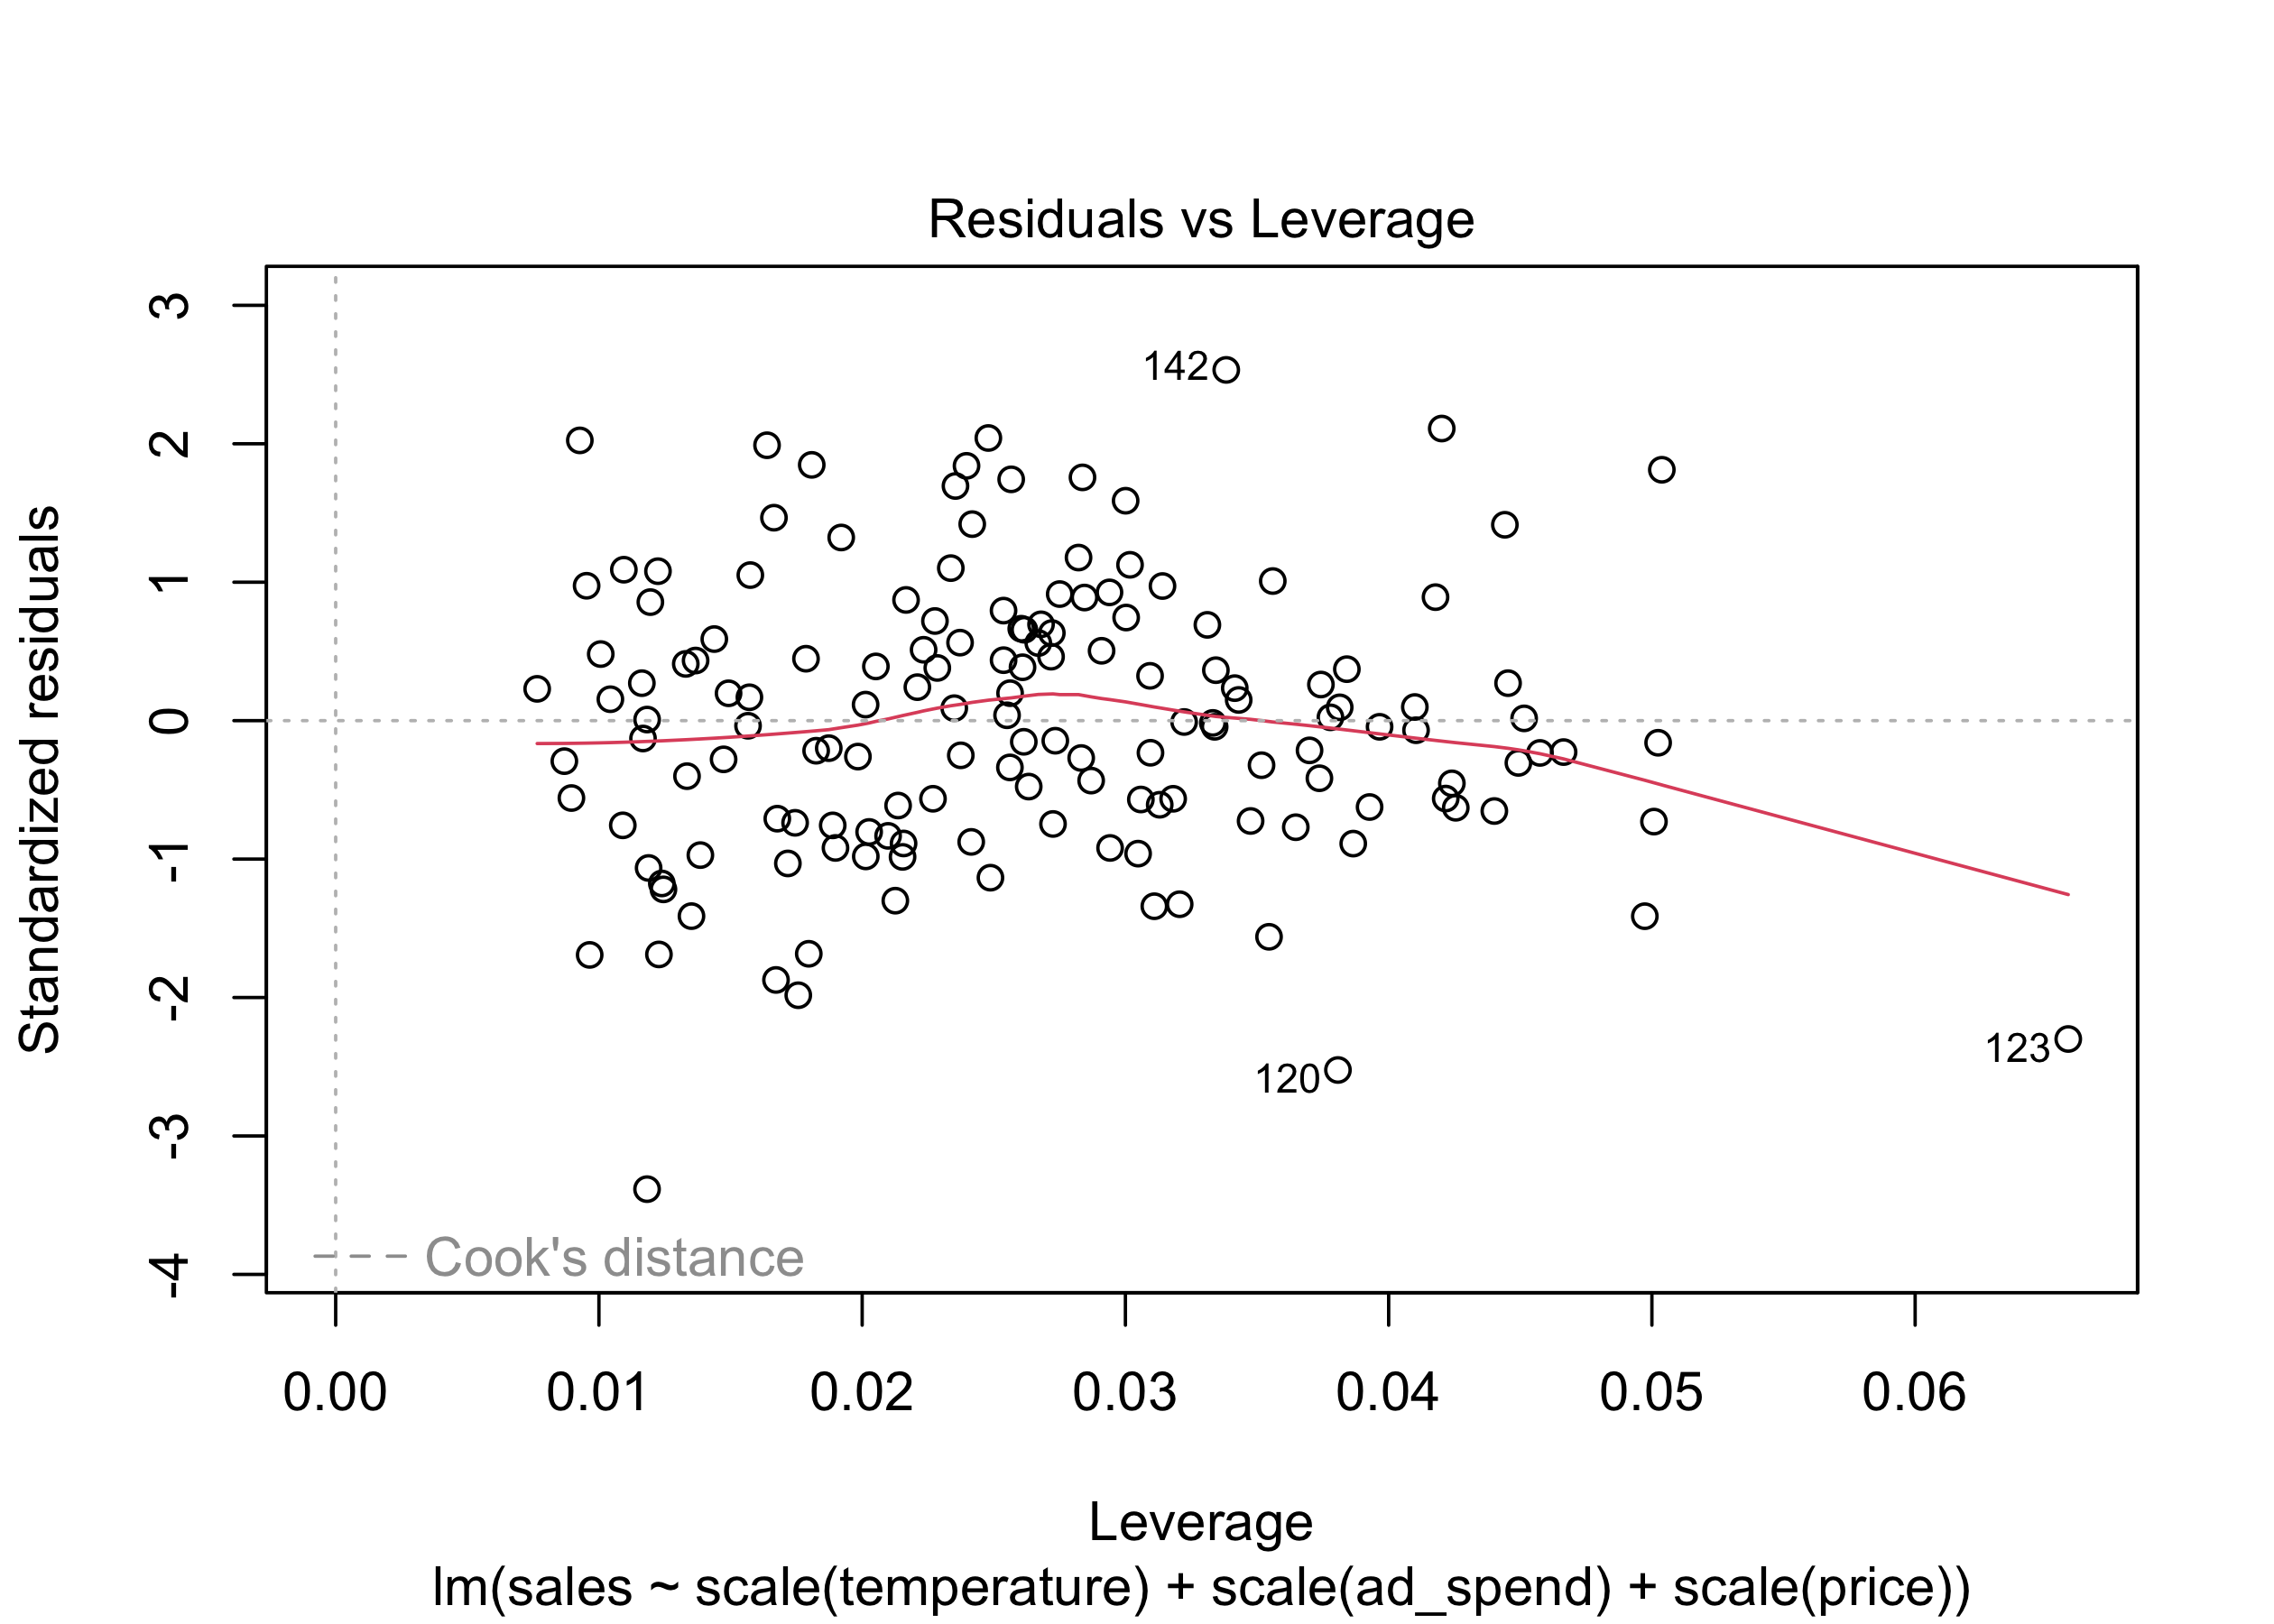 Residuals vs Leverage
Standardized residuals
3
2
1
0
-1
-2
-3
-4
142
120
123
Cook's distance
0.00 0.01 0.02 0.03 0.04 0.05 0.06
Leverage
lm(sales ~ scale(temperature) + scale(ad_spend) + scale(price))